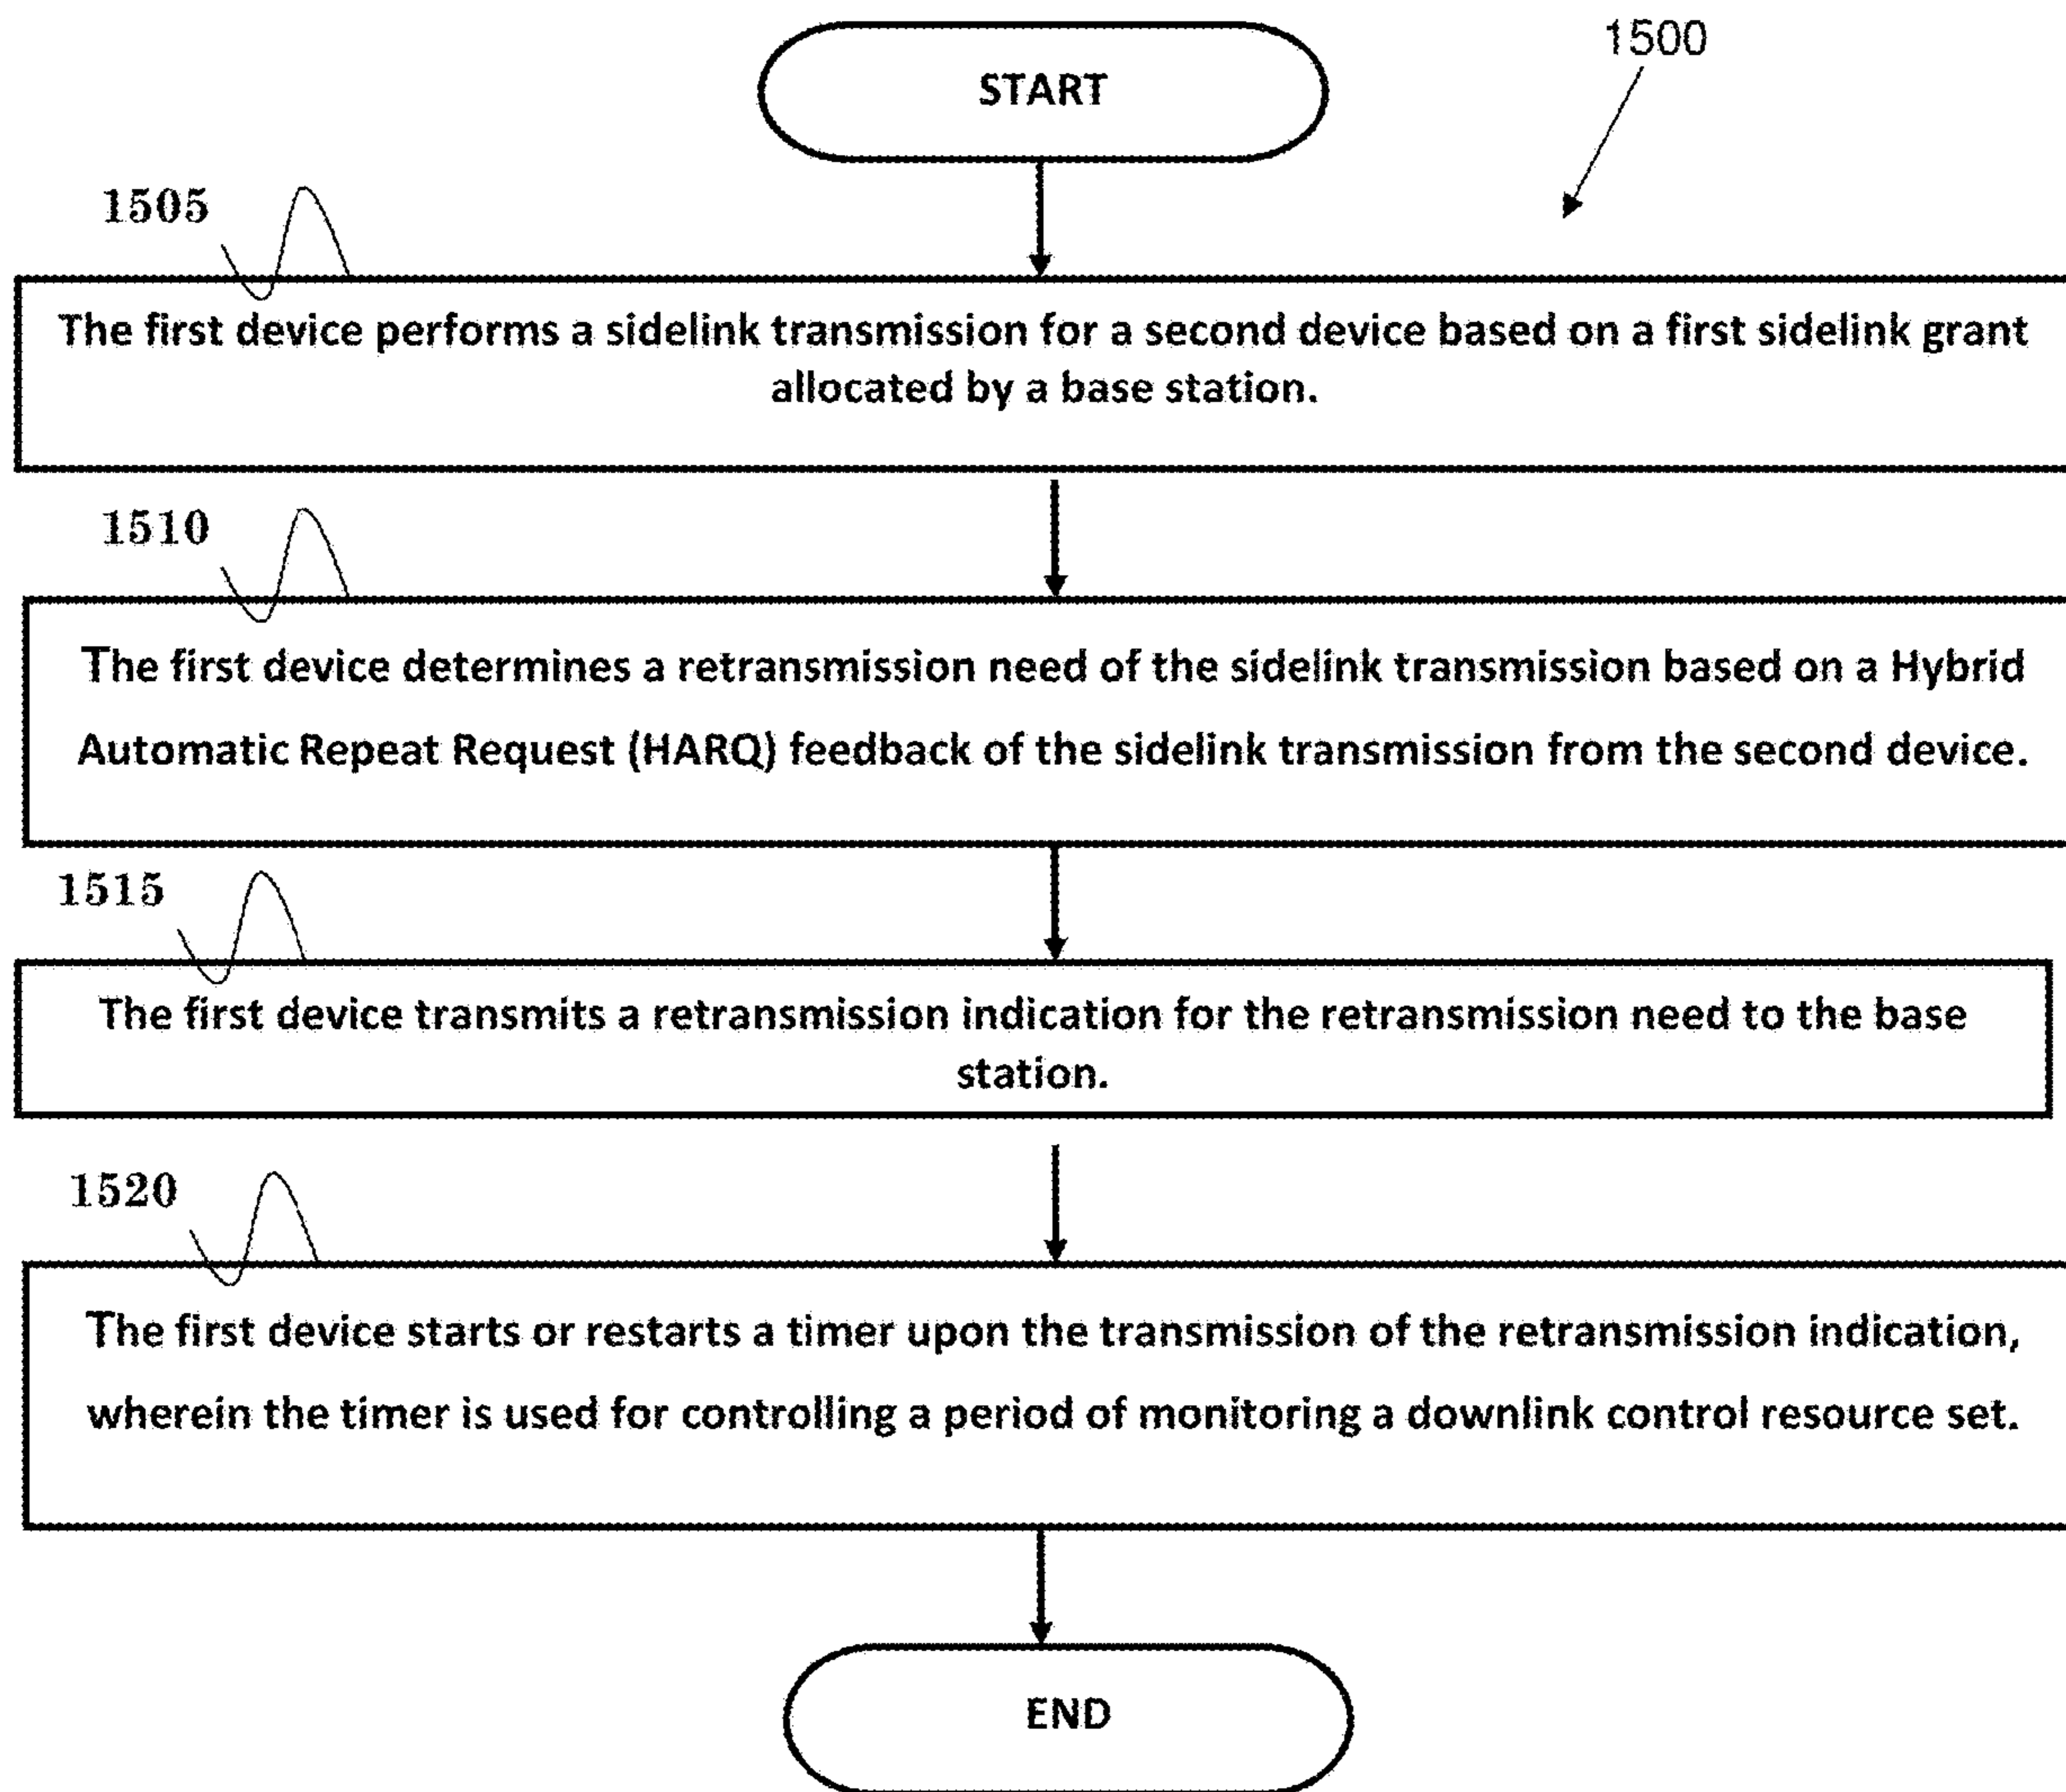 START
1500
1505
The first device performs a sidelink transmission for a second device based on a first sidelink grant
allocated by a base station.
1510
The first device determines a retransmission need of the sidelink transmission based on a Hybrid
Automatic Repeat Request (HARQ) feedback of the sidelink transmission from the second device.
1515
The first device transmits a retransmission indication for the retransmission need to the base
station.
1520
The first device starts or restarts a timer upon the transmission of the retransmission indication,
wherein the timer is used for controlling a period of monitoring a downlink control resource set.
END